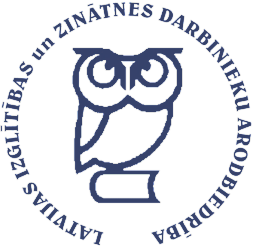 LATVIJAS IZGLĪTĪBAS un ZINĀTNES DARBINIEKU ARODBIEDRĪBA